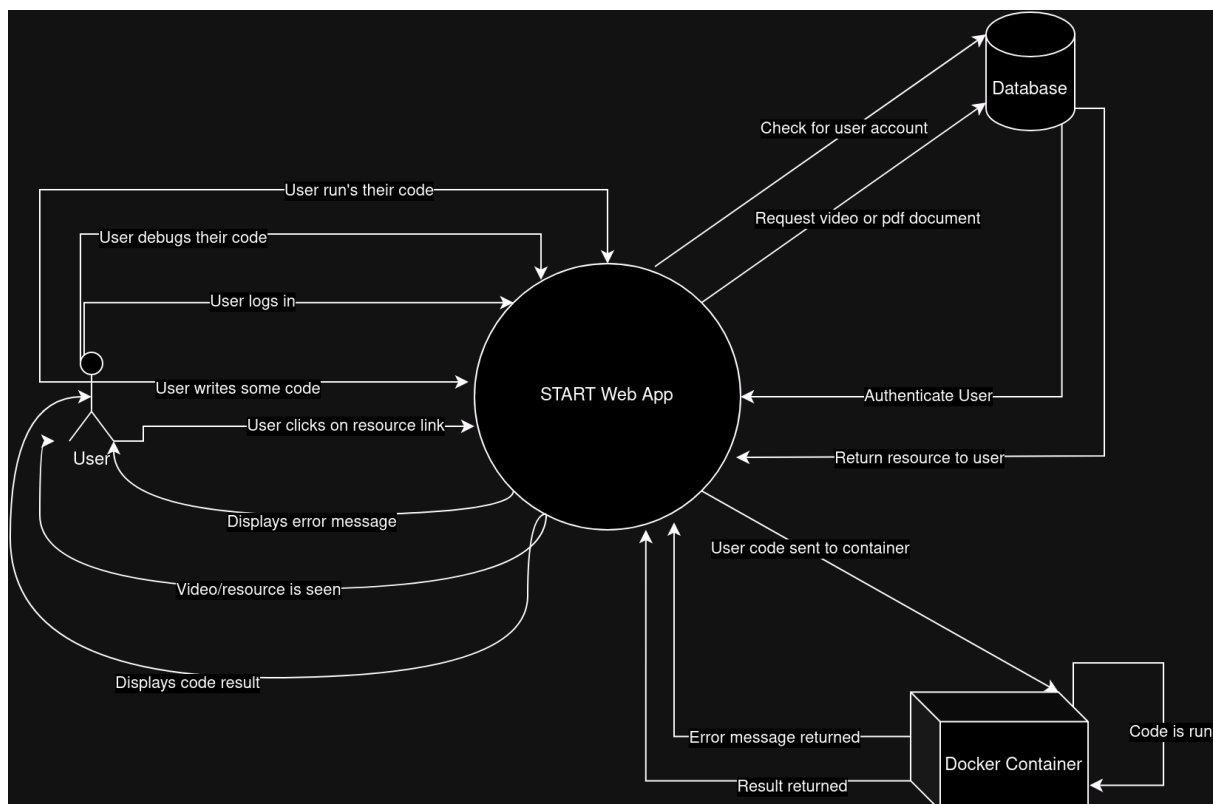 Database
Check for user account
User run's their code
Request video or pdf document
User debugs their code
User logs in
User writes some code
START Web App
Authenticate User
User clicks on resource link
User
Return resource to user
Displays error message
User code sent to container
Video/resource is seen
Displays code result
Code is run
Error message returned
Docker Container
Result returned